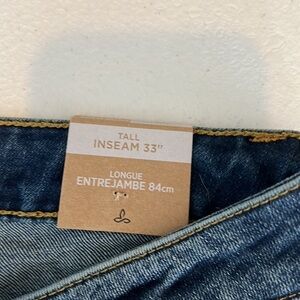 TALL
INSEAM 33"
LONGUE
ENTREJAMBE 84cm